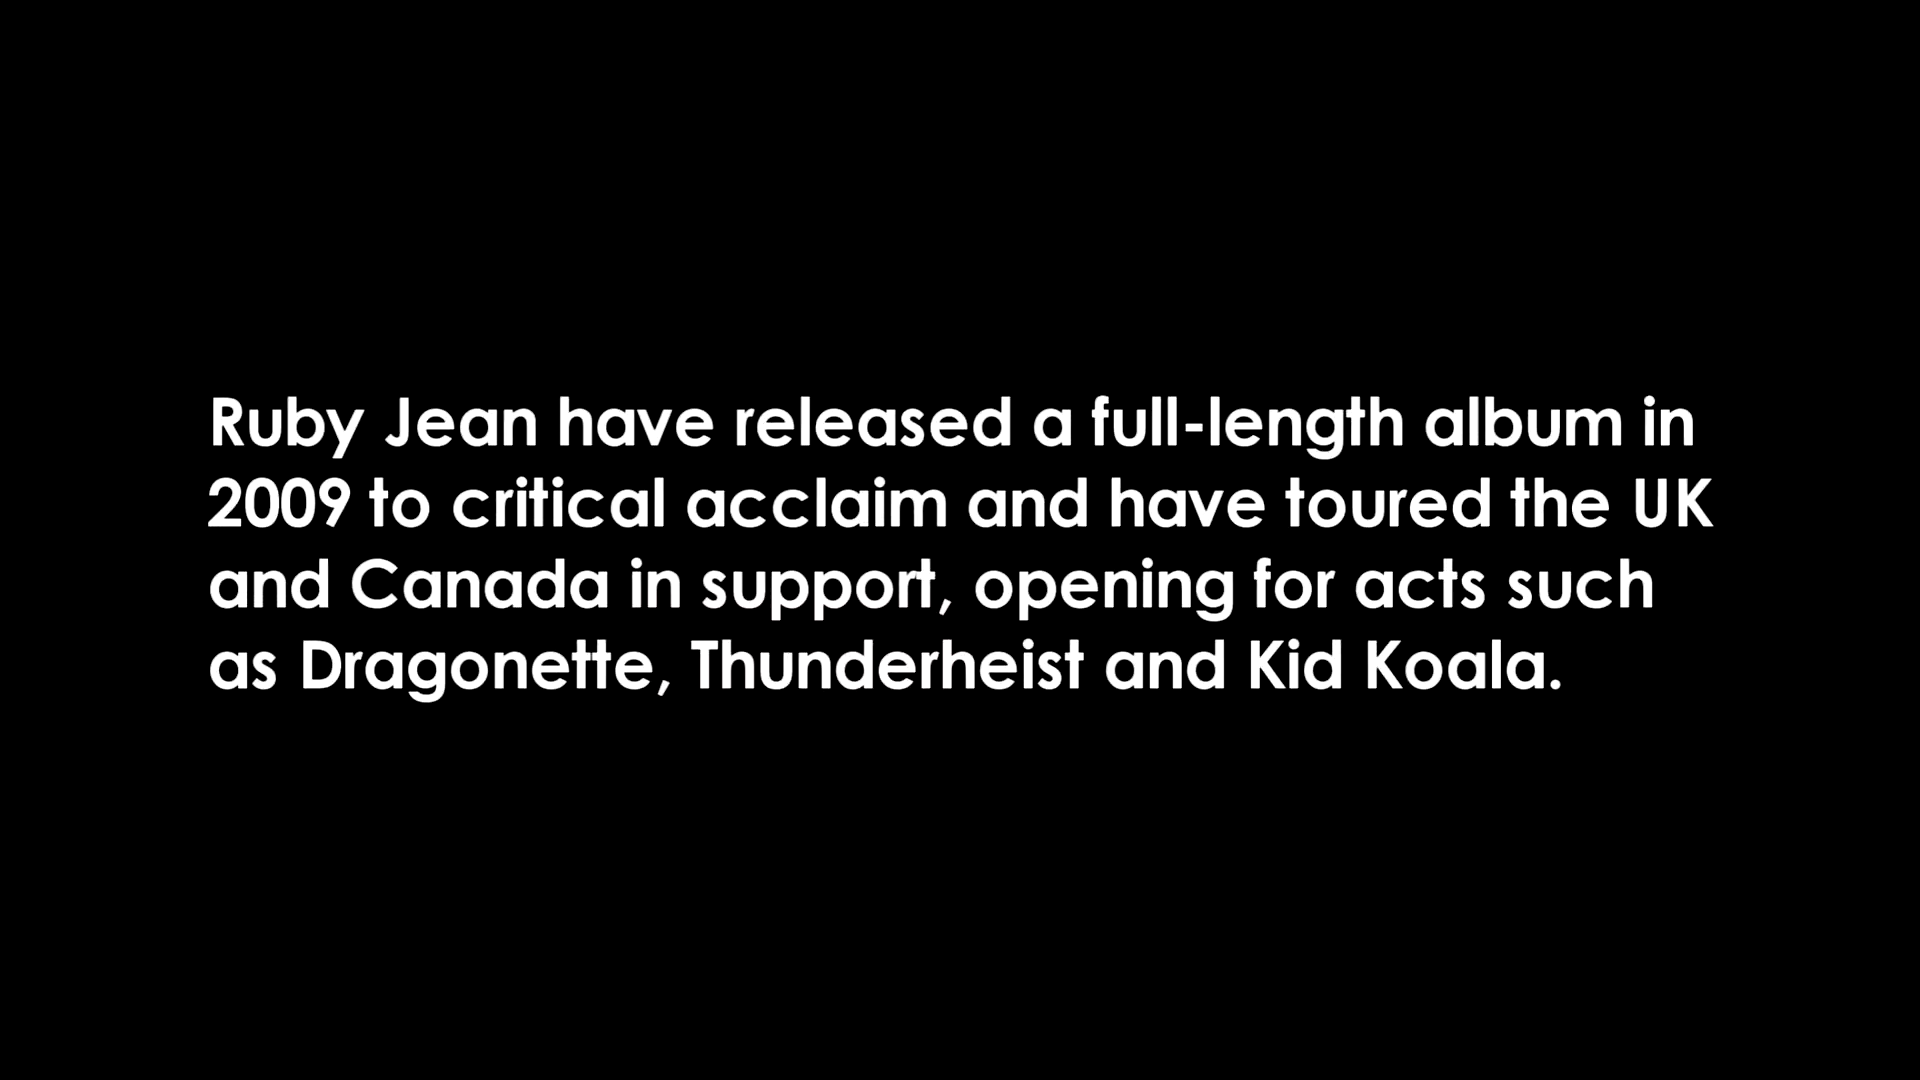 Ruby Jean have released a full-length album in
2009 to critical acclaim and have toured the UK
and Canada in support, opening for acts such
as Dragonette, Thunderheist and Kid Koala.